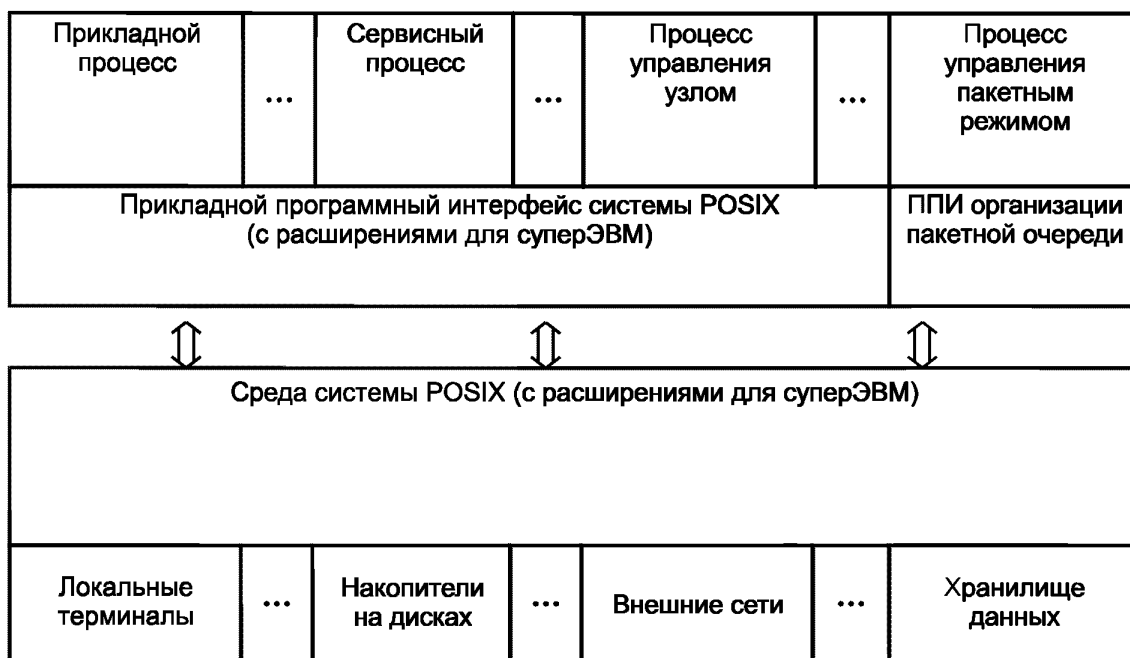 Прикладной
процесс
...
Сервисный
процесс
...
Процесс
управления
узлом
...
Процесс
управления
пакетным
режимом
Прикладной программный интерфейс системы POSIX
(с расширениями для суперЭВМ)
ППИ организации
пакетной очереди
Среда системы POSIX (с расширениями для суперЭВМ)
Локальные
терминалы
...
Накопители
на дисках
...
Внешние сети
...
Хранилище
данных